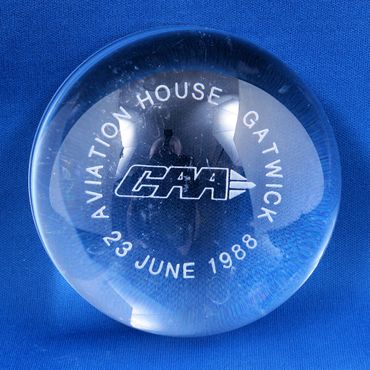 AVIATION HOUSE GATWICK
CAA
23 JUNE 1988